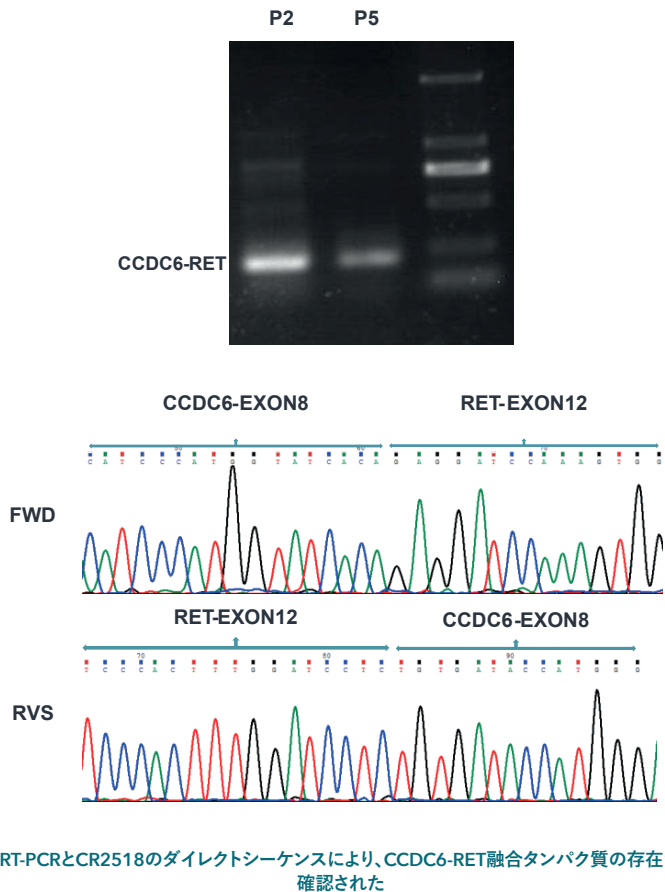 P2 P5
CCDC6-RET
CCDC6-EXON8 RET-EXON12
C A T C C C A T G G T A T C A C A G A G G A T C C A A A G T G G
FWD
RET-EXON12 CCDC6-EXON8
70 80 90
T C C C A C T T T G G A T C C T C T G T G A T A C C A T G G G
RVS
RT-PCRとCR2518のダイレクトシーケンスにより、CCDC6-RET融合タンパク質の存在
確認された